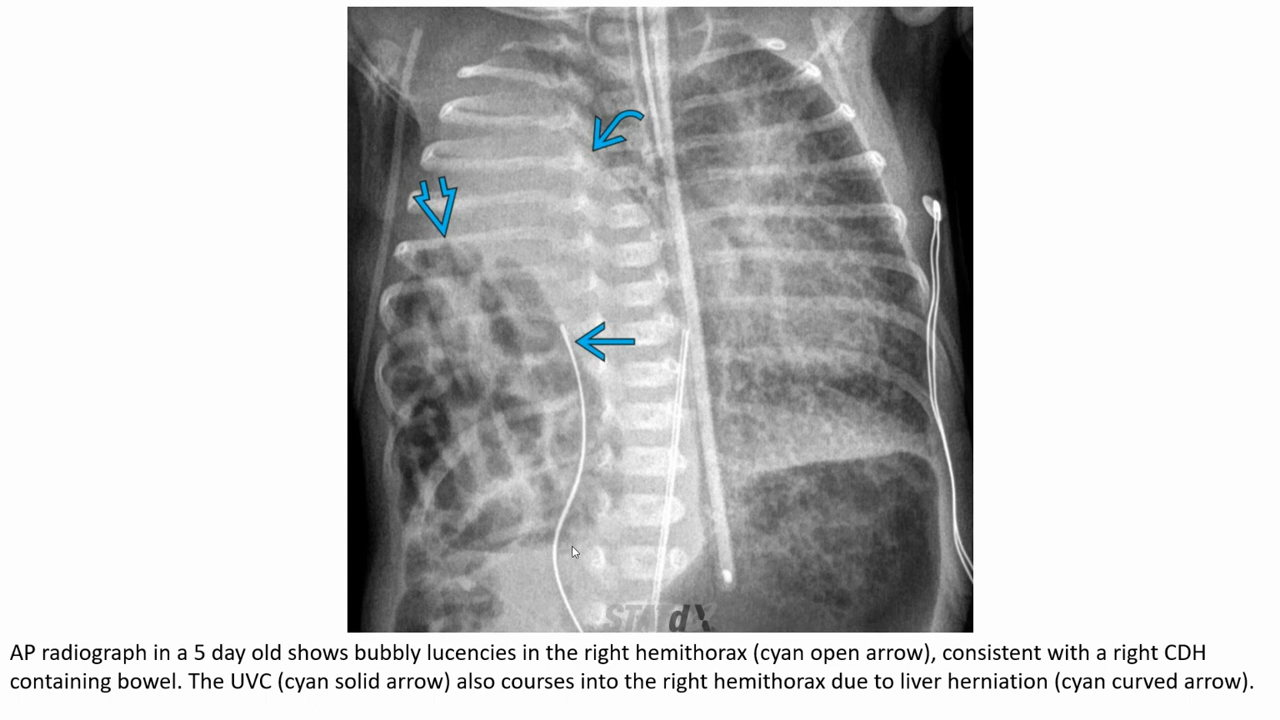 STATdX
AP radiograph in a 5 day old shows bubbly lucencies in the right hemithorax (cyan open arrow), consistent with a right CDH
containing bowel. The UVC (cyan solid arrow) also courses into the right hemithorax due to liver herniation (cyan curved arrow).